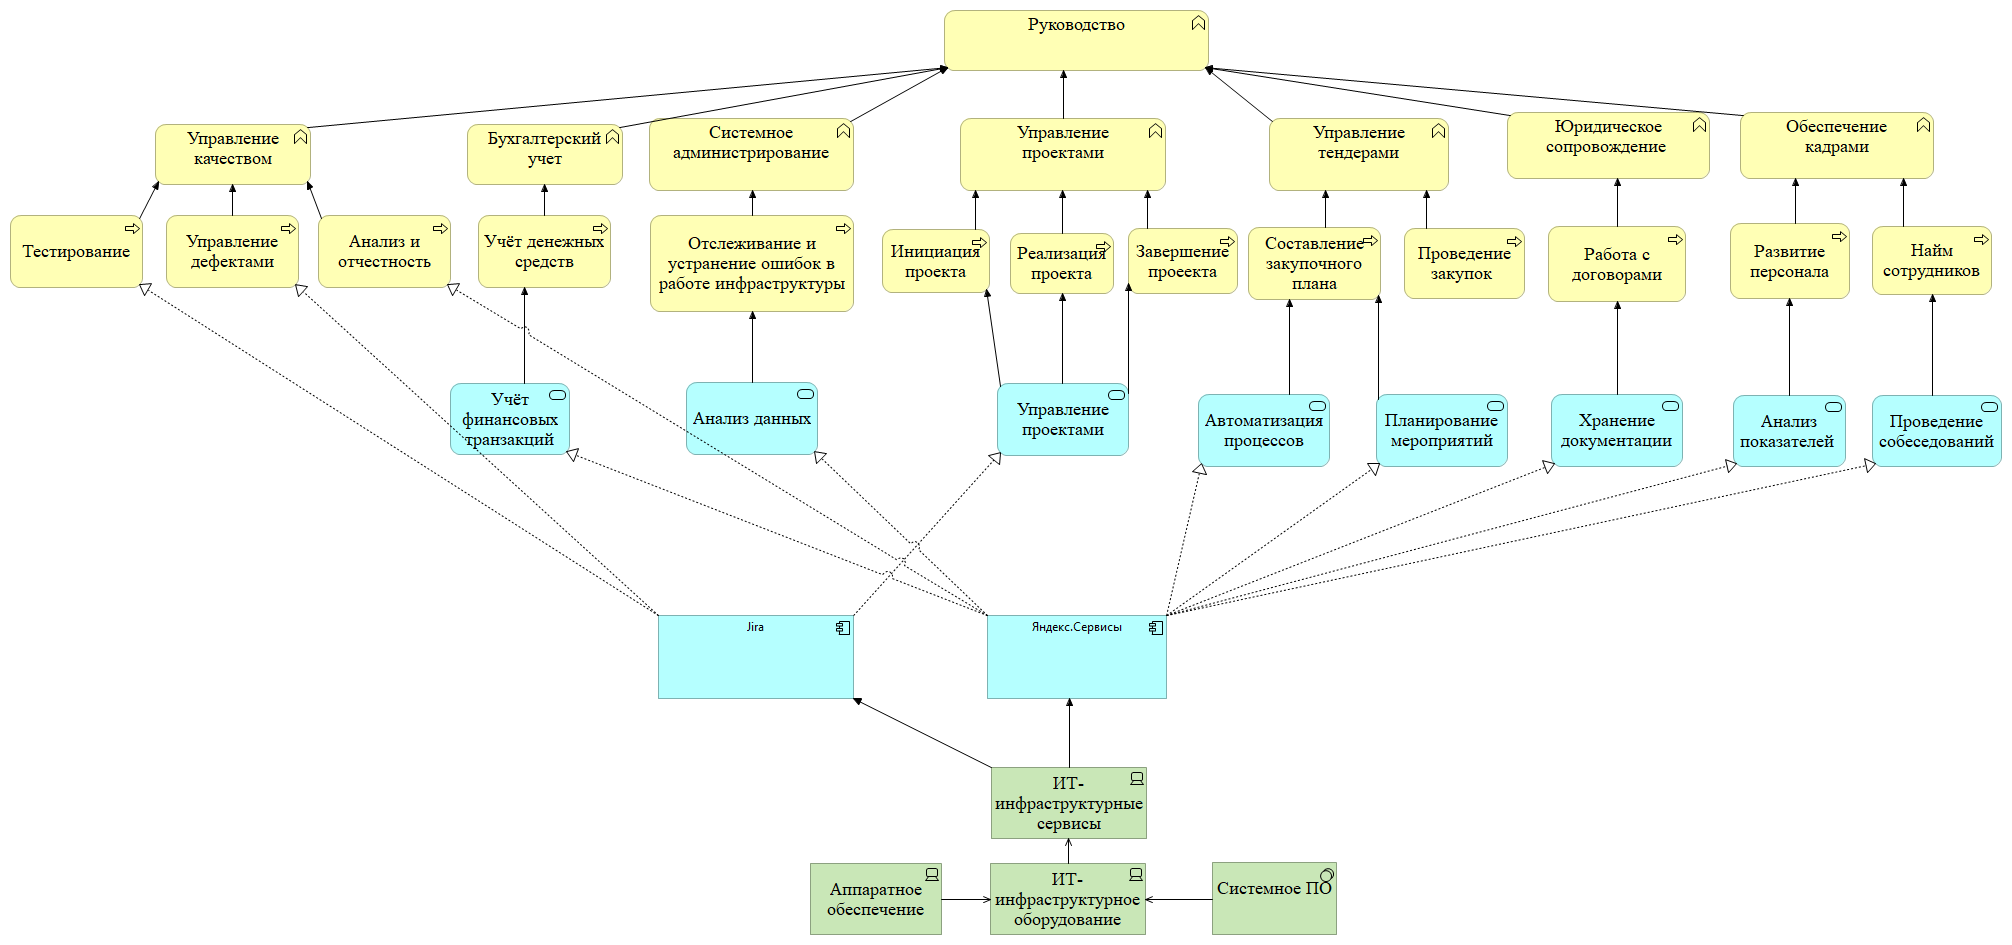 Руководство
Управление
качеством
Бухгалтерский
учет
Системное
администрирование
Управление
проектами
Управление
тендерами
Юридическое
сопровождение
Обеспечение
кадрами
Тестирование
Управление
дефектами
Анализ и
отчестность
Учёт денежных
средств
Отслеживание и
устранение ошибок в
работе инфраструктуры
Инициация
проекта
Реализация
проекта
Завершение
проеекта
Составление
закупочного
плана
Проведение
закупок
Работа с
договорами
Развитие
персонала
Найм
сотрудников
Учёт
финансовых
транзакций
Анализ данных
Управление
проектами
Автоматизация
процессов
Планирование
мероприятий
Хранение
документации
Анализ
показателей
Проведение
собеседований
Jira
Яндекс.Сервисы
ИТ-
инфраструктурные
сервисы
Аппаратное
обеспечение
ИТ-
инфраструктурное
оборудование
Системное ПО